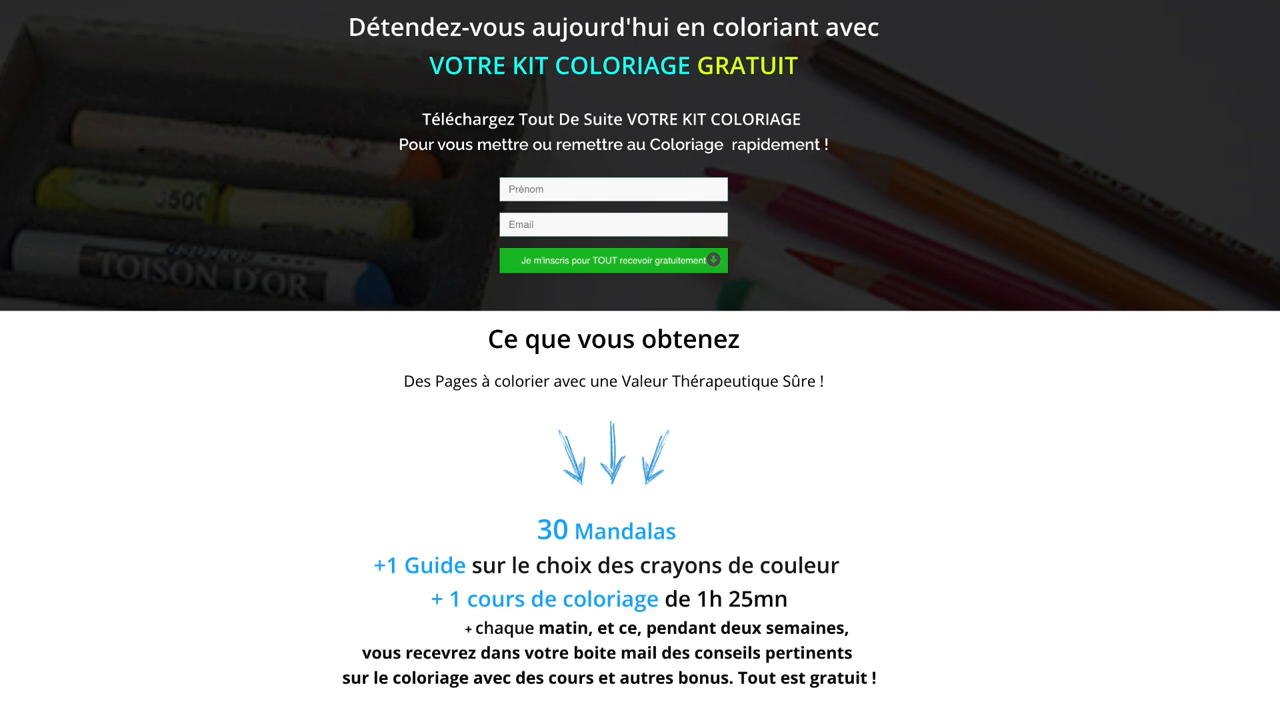 Détendez-vous aujourd'hui en coloriant avec
VOTRE KIT COLORIAGE GRATUIT
Téléchargez Tout De Suite VOTRE KIT COLORIAGE
Pour vous mettre ou remettre au Coloriage rapidement !
Prénom
500
Email
TOISON D'OR
Je m'inscris pour TOUT recevoir gratuitement
Ce que vous obtenez
Des Pages à colorier avec une Valeur Thérapeutique Sûre !
30 Mandalas
+1 Guide sur le choix des crayons de couleur
+ 1 cours de coloriage de 1h 25mn
+ chaque matin, et ce, pendant deux semaines,
vous recevrez dans votre boite mail des conseils pertinents
sur le coloriage avec des cours et autres bonus. Tout est gratuit !